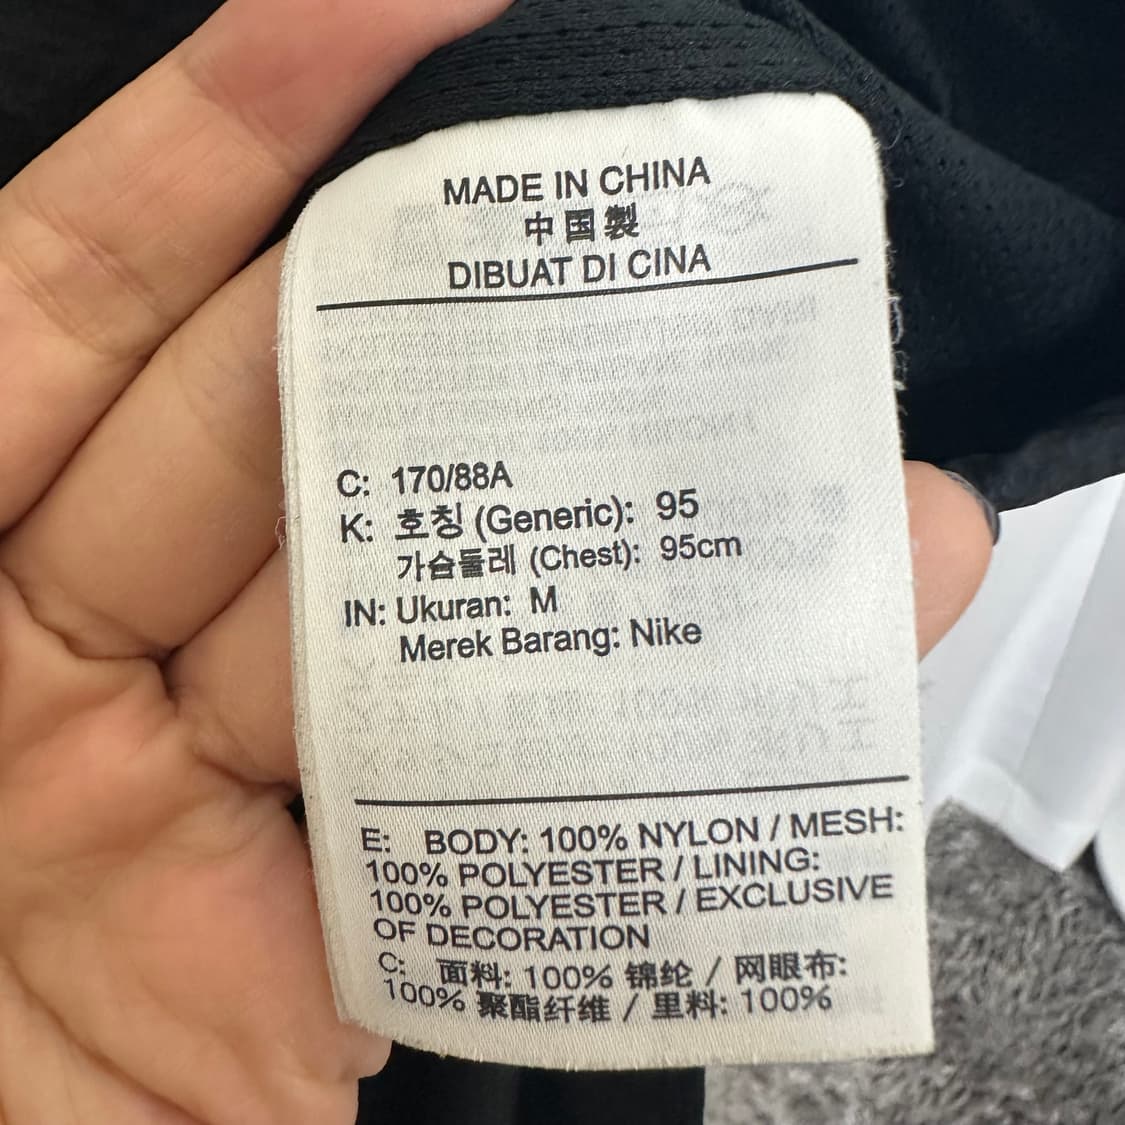 MADE IN CHINA
中国製
DIBUAT DI CINA
C: 170/88A
K: 호칭 (Generic): 95
가슴둘레 (Chest): 95cm
IN: Ukuran: M
Merek Barang: Nike
E: BODY: 100% NYLON / MESH:
100% POLYESTER / LINING:
100% POLYESTER / EXCLUSIVE
OF DECORATION
C: 面料: 100% 锦纶 / 网眼布:
100% 聚酯纤维 / 里料: 100%